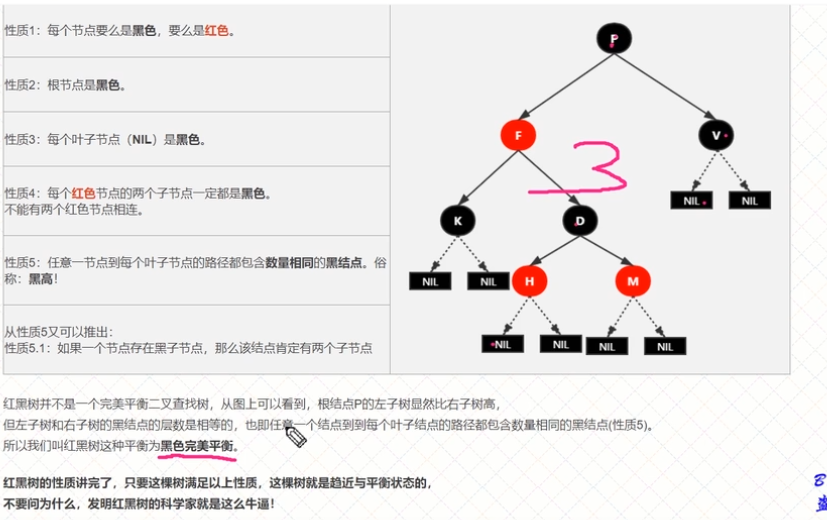 性质1：每个节点要么是黑色，要么是红色。
性质2：根节点是黑色。
性质3：每个叶子节点（NIL）是黑色。
性质4：每个红色节点的两个子节点一定都是黑色。
不能有两个红色节点相连。
性质5：任意一节点到每个叶子节点的路径都包含数量相同的黑结点。俗
称：黑高！
从性质5又可以推出：
性质5.1：如果一个节点存在黑子节点，那么该结点肯定有两个子节点
P
F
V
3
NIL
NIL
K
D
NIL
NIL
H
M
NIL
NIL
NIL
NIL
红黑树并不是一个完美平衡二叉查找树，从图上可以看到，根结点P的左子树显然比右子树高，
但左子树和右子树的黑结点的层数是相等的，也即任意一个结点到到每个叶子结点的路径都包含数量相同的黑结点(性质5)。
所以我们叫红黑树这种平衡为黑色完美平衡。
红黑树的性质讲完了，只要这棵树满足以上性质，这棵树就是趋近与平衡状态的，
不要问为什么，发明红黑树的科学家就是这么牛逼！